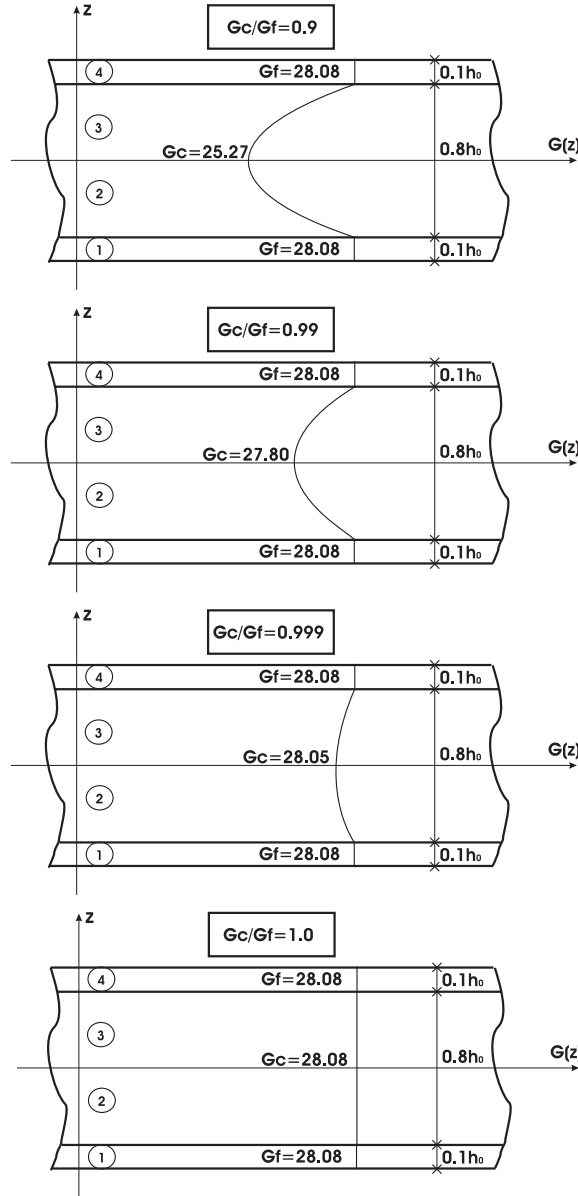 z
Gc/Gf=0.9
4 Gf=28.08 0.1h₀
3
Gc=25.27 0.8h₀ G(z)
2
1 Gf=28.08 0.1h₀
z
Gc/Gf=0.99
4 Gf=28.08 0.1h₀
3
Gc=27.80 0.8h₀ G(z)
2
1 Gf=28.08 0.1h₀
z
Gc/Gf=0.999
4 Gf=28.08 0.1h₀
3
Gc=28.05 0.8h₀ G(z)
2
1 Gf=28.08 0.1h₀
z
Gc/Gf=1.0
4 Gf=28.08 0.1h₀
3
Gc=28.08 0.8h₀ G(z)
2
1 Gf=28.08 0.1h₀